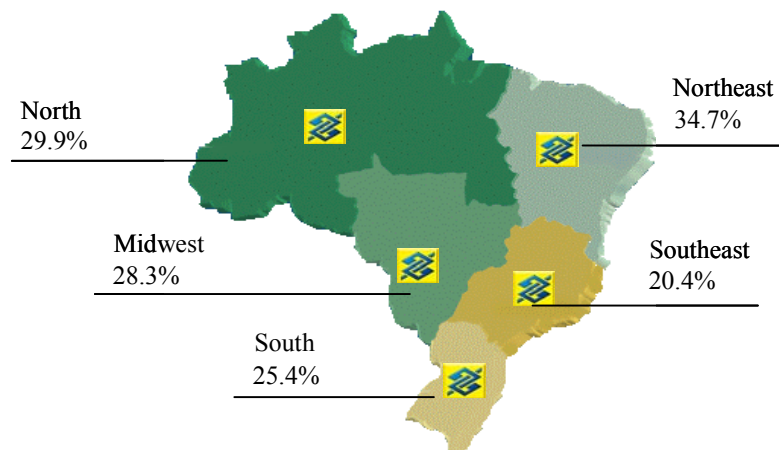 North
29.9%
Northeast
34.7%
Midwest
28.3%
Southeast
20.4%
South
25.4%